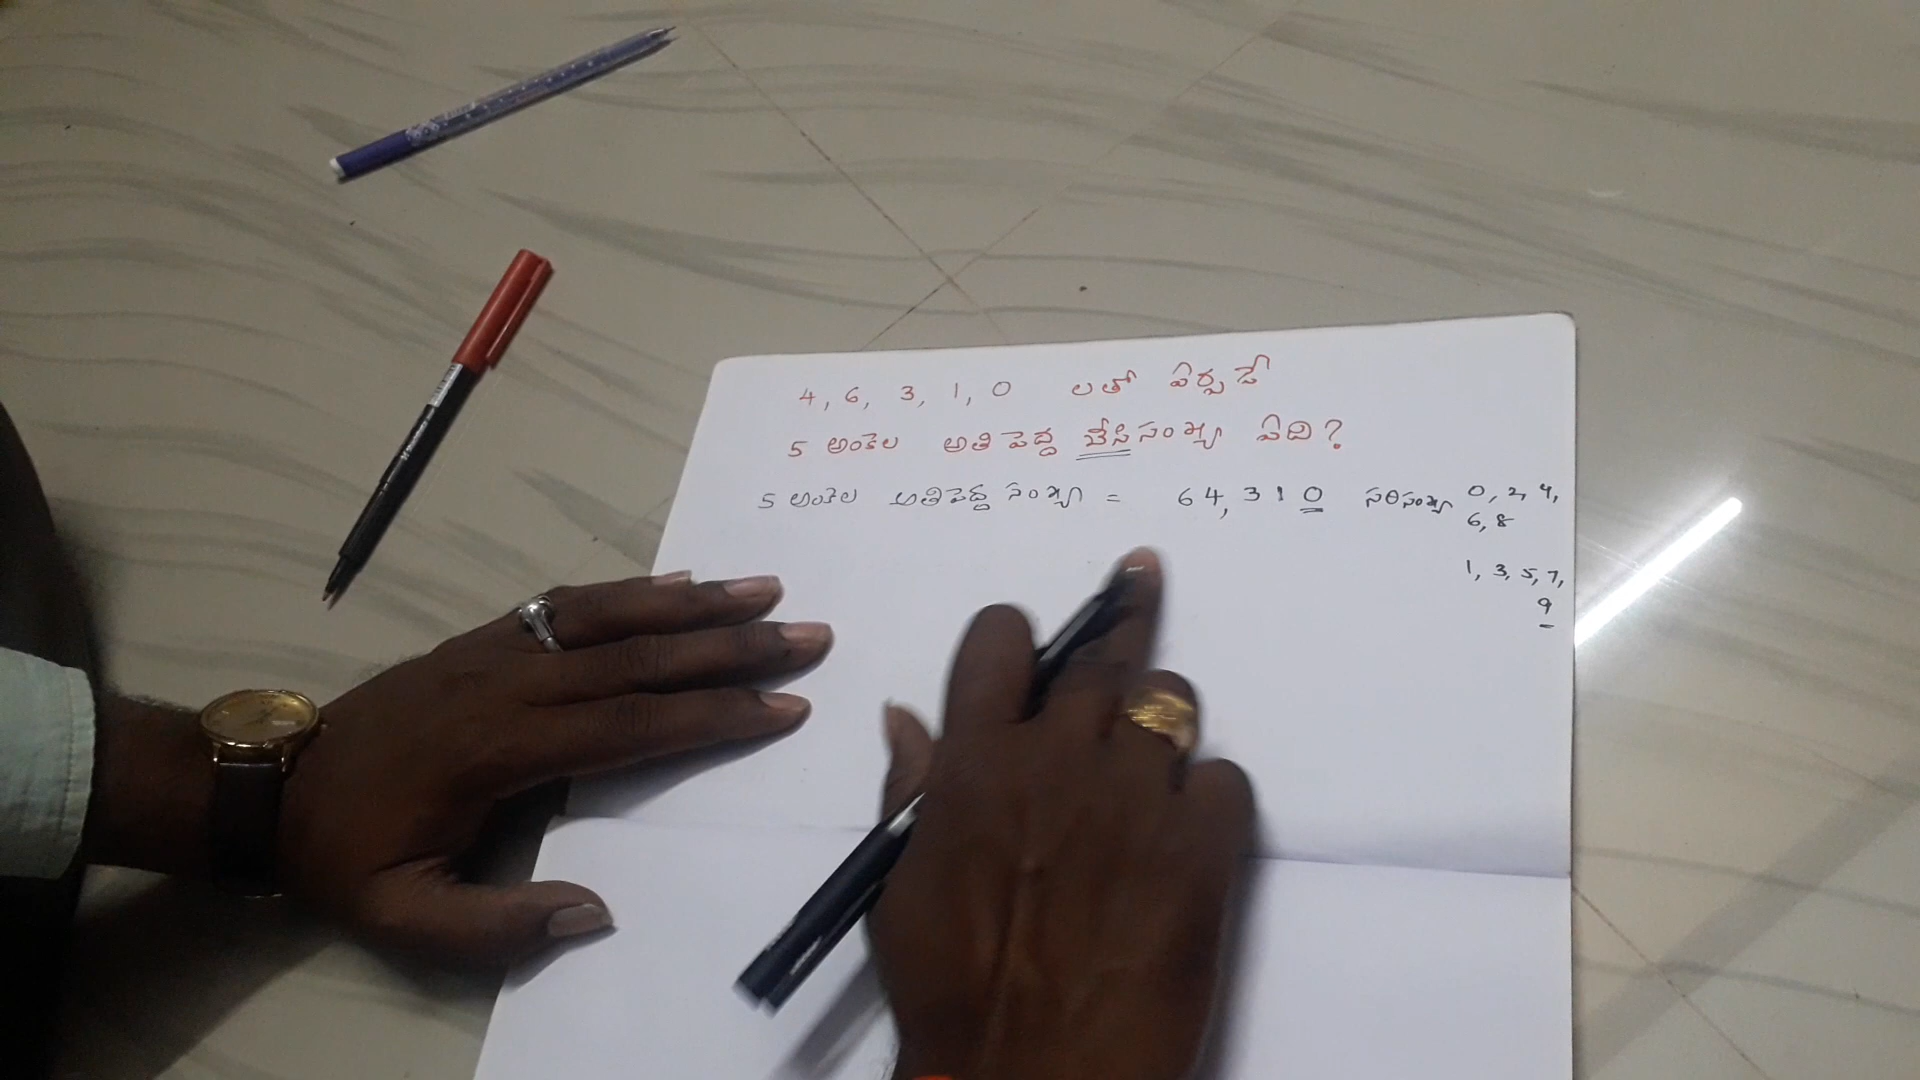 4, 6, 3, 1, 0 లతో ఏర్పడే
5 అంకెల అతి పెద్ద బేసి సంఖ్య ఏది?
5 అంకెల అతిపెద్ద సంఖ్య = 64,310 సరిసంఖ్య 0, 2, 4,
6, 8
1, 3, 5, 7,
9